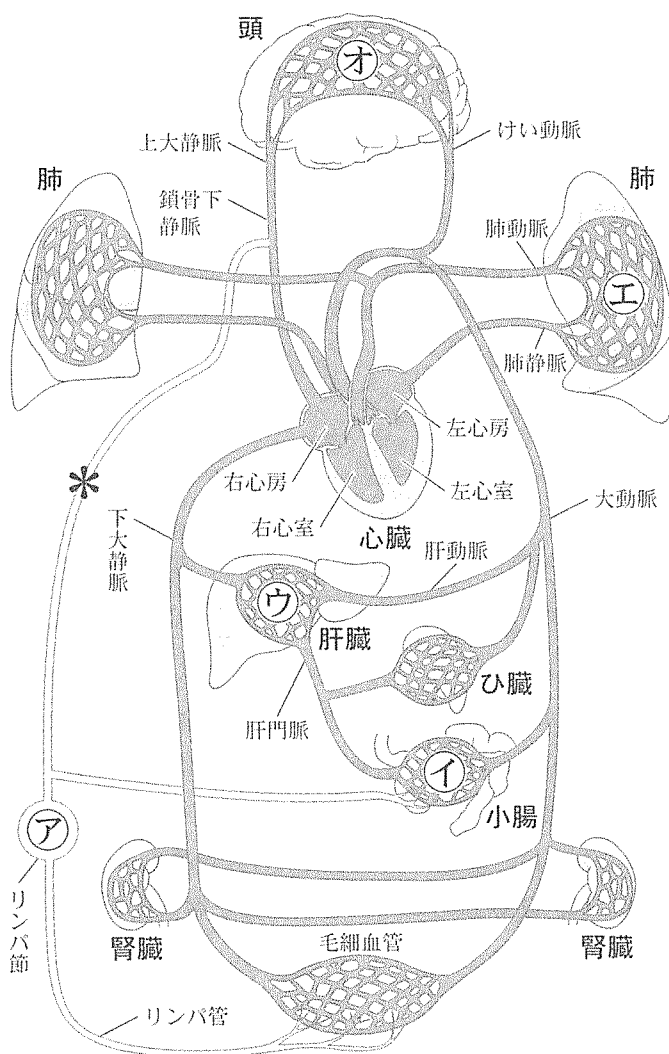 頭
オ
上大静脈
けい動脈
肺
鎖骨下
静脈
肺
肺動脈
エ
肺静脈
左心房
右心房
左心室
*
右心室
心臓
大動脈
下大静脈
肝動脈
ウ
肝臓
ひ臓
肝門脈
イ
小腸
ア
リンパ節
腎臓
毛細血管
腎臓
リンパ管